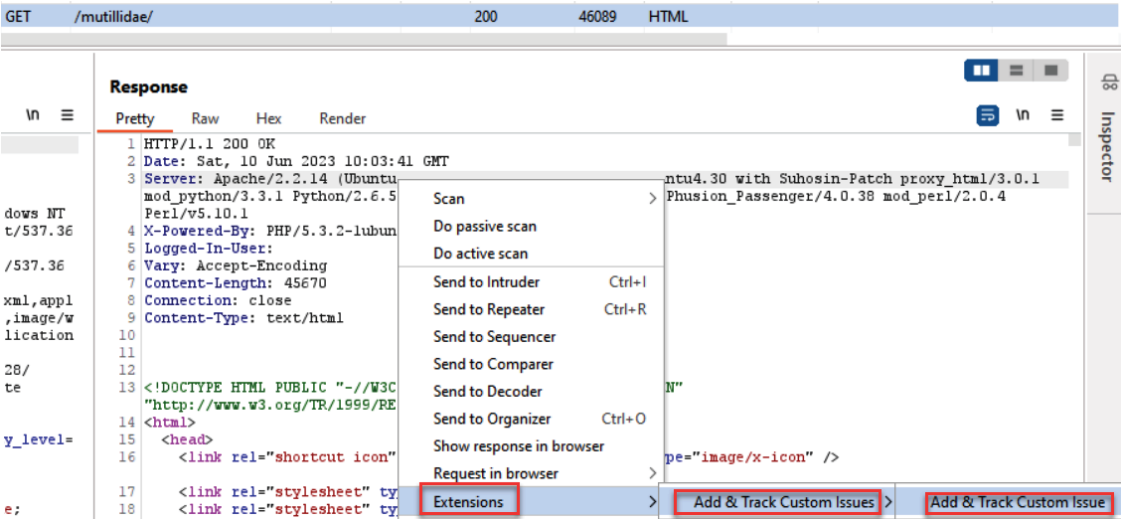 GET /mutillidae/ 200 46089 HTML
Response
\n
Pretty Raw Hex Render
\n
Inspector
1 HTTP/1.1 200 OK
2 Date: Sat, 10 Jun 2023 10:03:41 GMT
3 Server: Apache/2.2.14 (Ubuntu ntu4.30 with Suhosin-Patch proxy_html/3.0.1
mod_python/3.3.1 Python/2.6.5 Phusion_Passenger/4.0.38 mod_perl/2.0.4
Perl/v5.10.1
4 X-Powered-By: PHP/5.3.2-1ubun
5 Logged-In-User:
6 Vary: Accept-Encoding
7 Content-Length: 45670
8 Connection: close
9 Content-Type: text/html
10
11
12
13 <!DOCTYPE HTML PUBLIC "-//W3C N"
"http://www.w3.org/TR/1999/RE
14 <html>
15 <head>
16 <link rel="shortcut icon" pe="image/x-icon" />
17 <link rel="stylesheet" ty
18 <link rel="stylesheet" ty
dows NT
t/537.36
/537.36
xml,appl
,image/w
lication
28/
te
y_level=
e;
Scan
Do passive scan
Do active scan
Send to Intruder Ctrl+I
Send to Repeater Ctrl+R
Send to Sequencer
Send to Comparer
Send to Decoder
Send to Organizer Ctrl+O
Show response in browser
Request in browser
Extensions
Add & Track Custom Issues
Add & Track Custom Issue